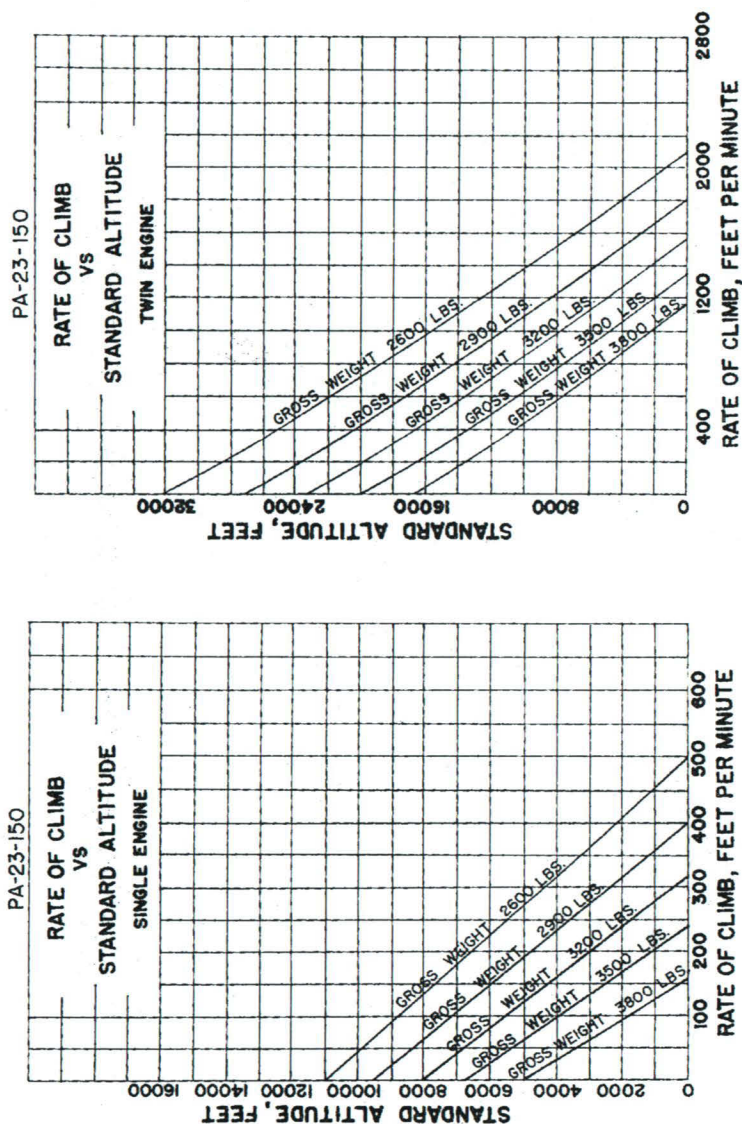 PA-23-150
RATE OF CLIMB
VS
STANDARD ALTITUDE
SINGLE ENGINE
GROSS WEIGHT 2600 LBS.
GROSS WEIGHT 2900 LBS.
GROSS WEIGHT 3200 LBS.
GROSS WEIGHT 3500 LBS.
GROSS WEIGHT 3800 LBS.
STANDARD ALTITUDE, FEET
16000
14000
12000
10000
8000
6000
4000
2000
0
100
200
300
400
500
600
RATE OF CLIMB, FEET PER MINUTE
PA-23-150
RATE OF CLIMB
VS
STANDARD ALTITUDE
TWIN ENGINE
GROSS WEIGHT 2600 LBS.
GROSS WEIGHT 2900 LBS.
GROSS WEIGHT 3200 LBS.
GROSS WEIGHT 3500 LBS.
GROSS WEIGHT 3800 LBS.
STANDARD ALTITUDE, FEET
32000
24000
16000
8000
0
400
1200
2000
2800
RATE OF CLIMB, FEET PER MINUTE